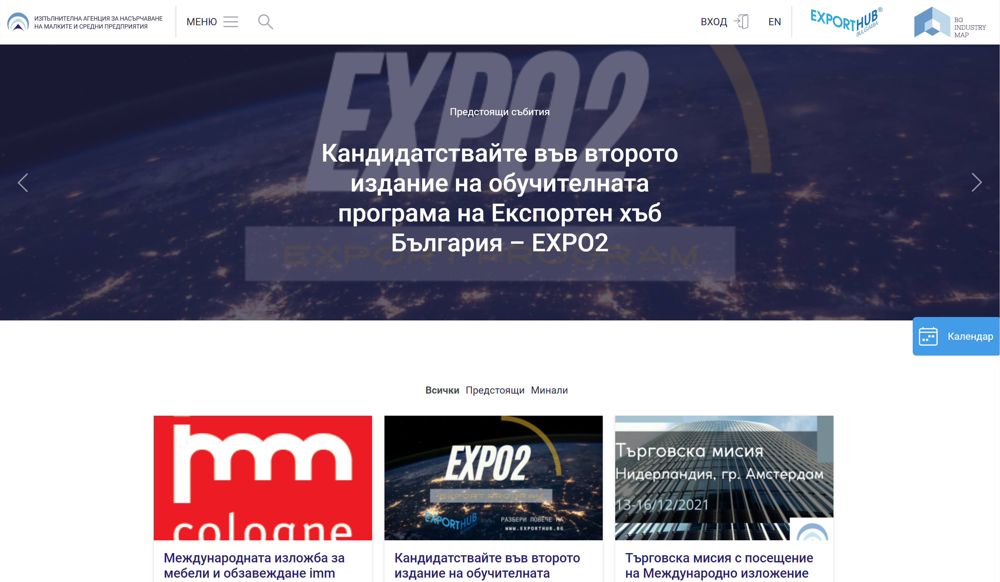 ИЗПЪЛНИТЕЛНА АГЕНЦИЯ ЗА НАСЪРЧАВАНЕ
НА МАЛКИТЕ И СРЕДНИ ПРЕДПРИЯТИЯ
МЕНЮ
ВХОД
EN
EXPORTHUB®
BULGARIA
BG
INDUSTRY
MAP
EXPO2
Предстоящи събития
Кандидатствайте във второто
издание на обучителната
програма на Експортен хъб
България – EXPO2
EXPORT PROGRAM
Календар
Всички Предстоящи Минали
imm
cologne
EXPO2
EXPORT PROGRAM
EXPORTHUB
BULGARIA
РАЗБЕРИ ПОВЕЧЕ НА
WWW.EXPORTHUB.BG
Търговска мисия
Нидерландия, гр. Амстердам
13-16/12/2021
Международната изложба за
мебели и обзавеждане imm
Кандидатствайте във второто
издание на обучителната
Търговска мисия с посещение
на Международно изложение